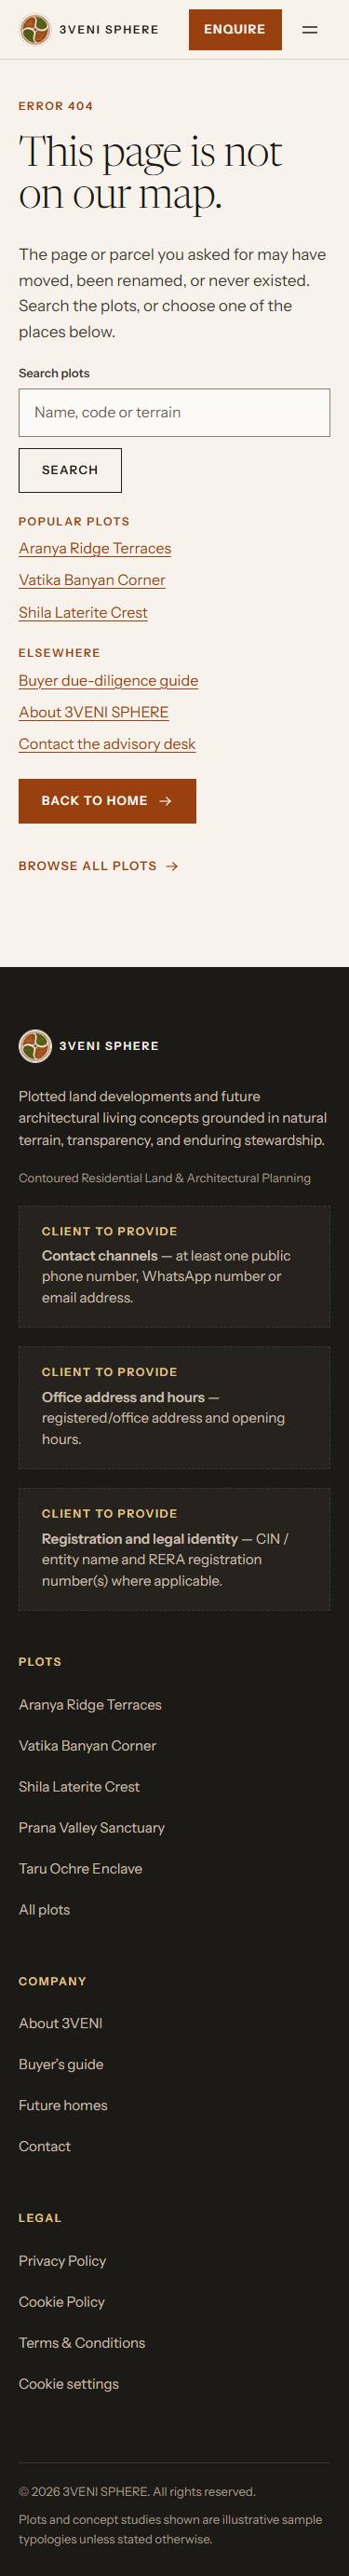 3VENI SPHERE
ENQUIRE
ERROR 404
This page is not
on our map.
The page or parcel you asked for may have
moved, been renamed, or never existed.
Search the plots, or choose one of the
places below.
Search plots
Name, code or terrain
SEARCH
POPULAR PLOTS
Aranya Ridge Terraces
Vatika Banyan Corner
Shila Laterite Crest
ELSEWHERE
Buyer due-diligence guide
About 3VENI SPHERE
Contact the advisory desk
BACK TO HOME →
BROWSE ALL PLOTS →
3VENI SPHERE
Plotted land developments and future
architectural living concepts grounded in natural
terrain, transparency, and enduring stewardship.
Contoured Residential Land & Architectural Planning
CLIENT TO PROVIDE
Contact channels — at least one public
phone number, WhatsApp number or
email address.
CLIENT TO PROVIDE
Office address and hours —
registered/office address and opening
hours.
CLIENT TO PROVIDE
Registration and legal identity — CIN /
entity name and RERA registration
number(s) where applicable.
PLOTS
Aranya Ridge Terraces
Vatika Banyan Corner
Shila Laterite Crest
Prana Valley Sanctuary
Taru Ochre Enclave
All plots
COMPANY
About 3VENI
Buyer's guide
Future homes
Contact
LEGAL
Privacy Policy
Cookie Policy
Terms & Conditions
Cookie settings
© 2026 3VENI SPHERE. All rights reserved.
Plots and concept studies shown are illustrative sample
typologies unless stated otherwise.